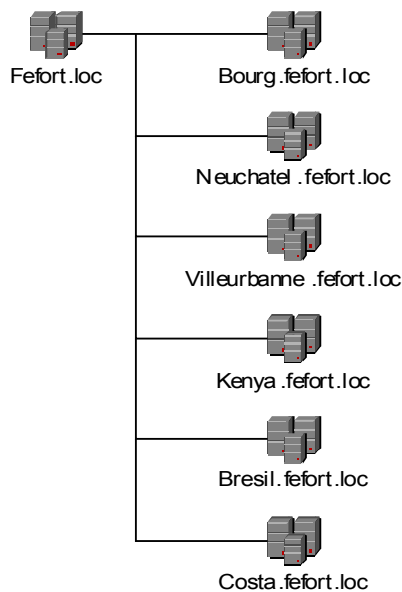 Fefort.loc
Bourg.fefort.loc
Neuchatel .fefort.loc
Villeurbanne .fefort.loc
Kenya.fefort.loc
Bresil.fefort.loc
Costa.fefort.loc